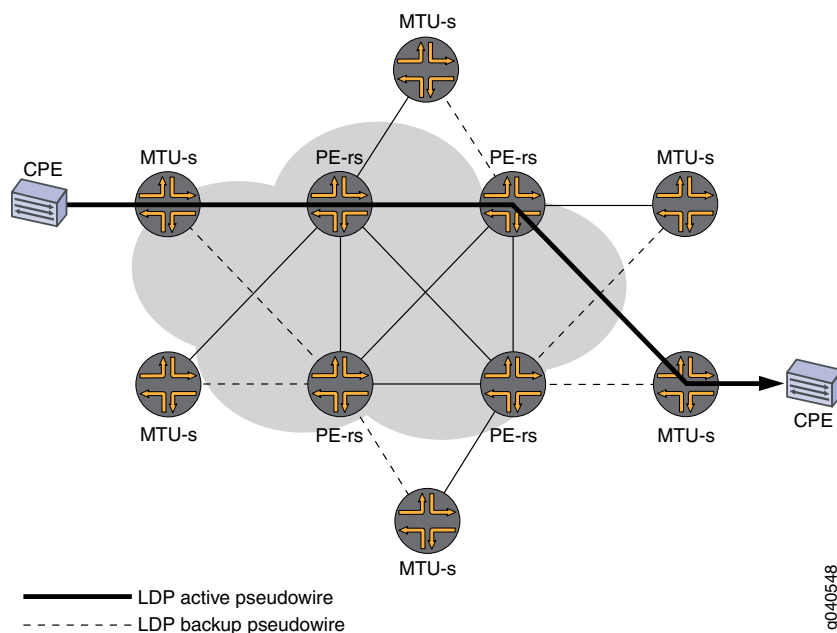 MTU-s
CPE
MTU-s
PE-rs
PE-rs
MTU-s
MTU-s
PE-rs
PE-rs
MTU-s
CPE
MTU-s
LDP active pseudowire
LDP backup pseudowire
g040548